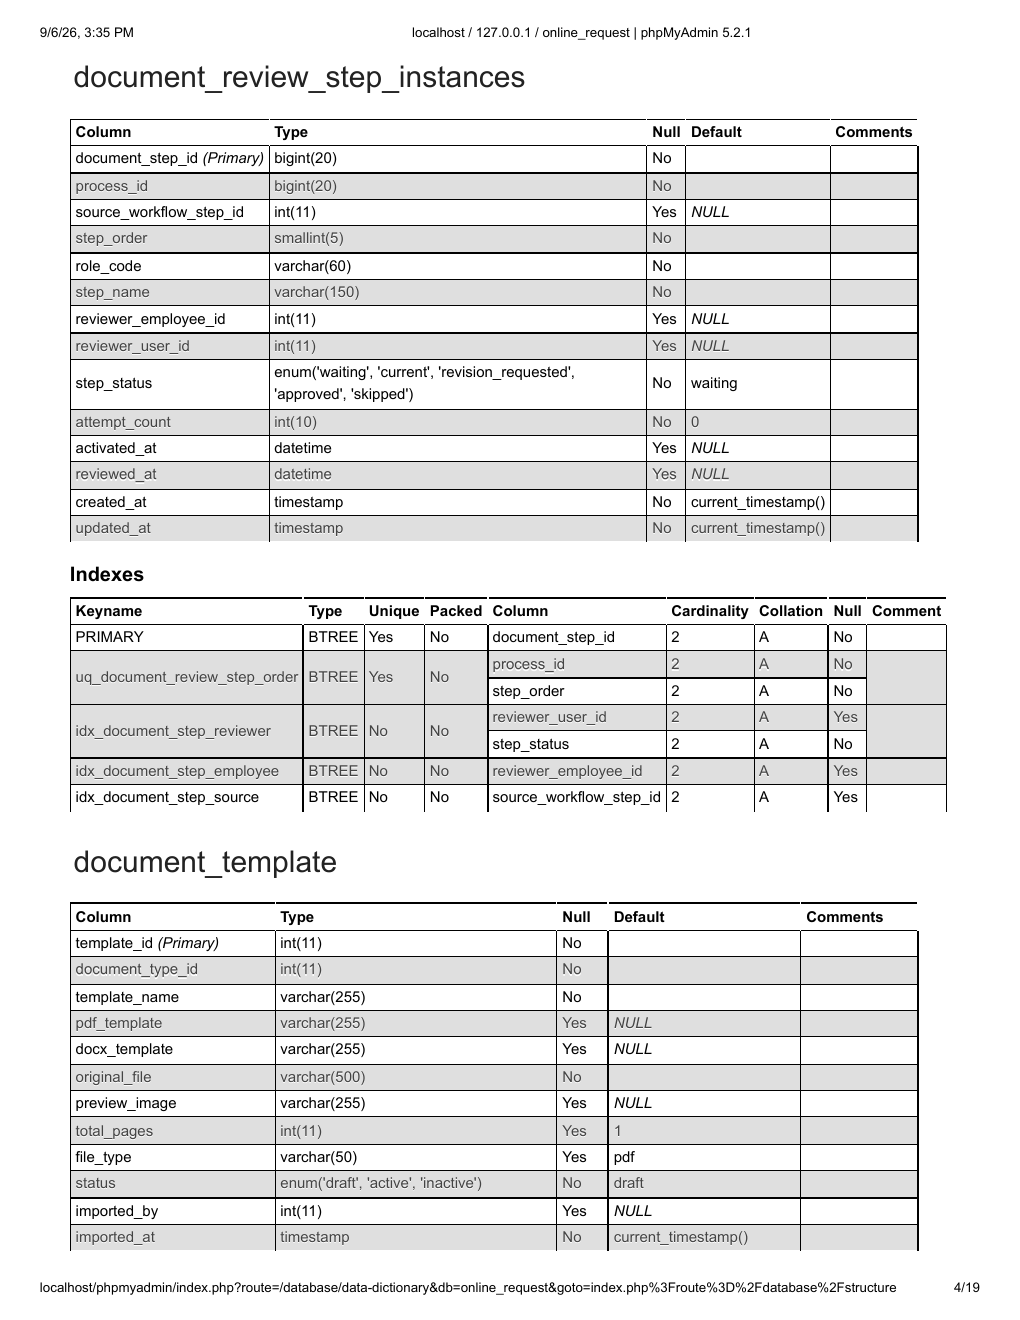 9/6/26, 3:35 PM localhost / 127.0.0.1 / online_request | phpMyAdmin 5.2.1
document_review_step_instances
Column Type Null Default Comments
document_step_id (Primary) bigint(20) No
process_id bigint(20) No
source_workflow_step_id int(11) Yes NULL
step_order smallint(5) No
role_code varchar(60) No
step_name varchar(150) No
reviewer_employee_id int(11) Yes NULL
reviewer_user_id int(11) Yes NULL
step_status enum('waiting', 'current', 'revision_requested', 'approved', 'skipped') No waiting
attempt_count int(10) No 0
activated_at datetime Yes NULL
reviewed_at datetime Yes NULL
created_at timestamp No current_timestamp()
updated_at timestamp No current_timestamp()
Indexes
Keyname Type Unique Packed Column Cardinality Collation Null Comment
PRIMARY BTREE Yes No document_step_id 2 A No
uq_document_review_step_order BTREE Yes No process_id 2 A No
step_order 2 A No
idx_document_step_reviewer BTREE No No reviewer_user_id 2 A Yes
step_status 2 A No
idx_document_step_employee BTREE No No reviewer_employee_id 2 A Yes
idx_document_step_source BTREE No No source_workflow_step_id 2 A Yes
document_template
Column Type Null Default Comments
template_id (Primary) int(11) No
document_type_id int(11) No
template_name varchar(255) No
pdf_template varchar(255) Yes NULL
docx_template varchar(255) Yes NULL
original_file varchar(500) No
preview_image varchar(255) Yes NULL
total_pages int(11) Yes 1
file_type varchar(50) Yes pdf
status enum('draft', 'active', 'inactive') No draft
imported_by int(11) Yes NULL
imported_at timestamp No current_timestamp()
localhost/phpmyadmin/index.php?route=/database/data-dictionary&db=online_request&goto=index.php%3Froute%3D%2Fdatabase%2Fstructure 4/19